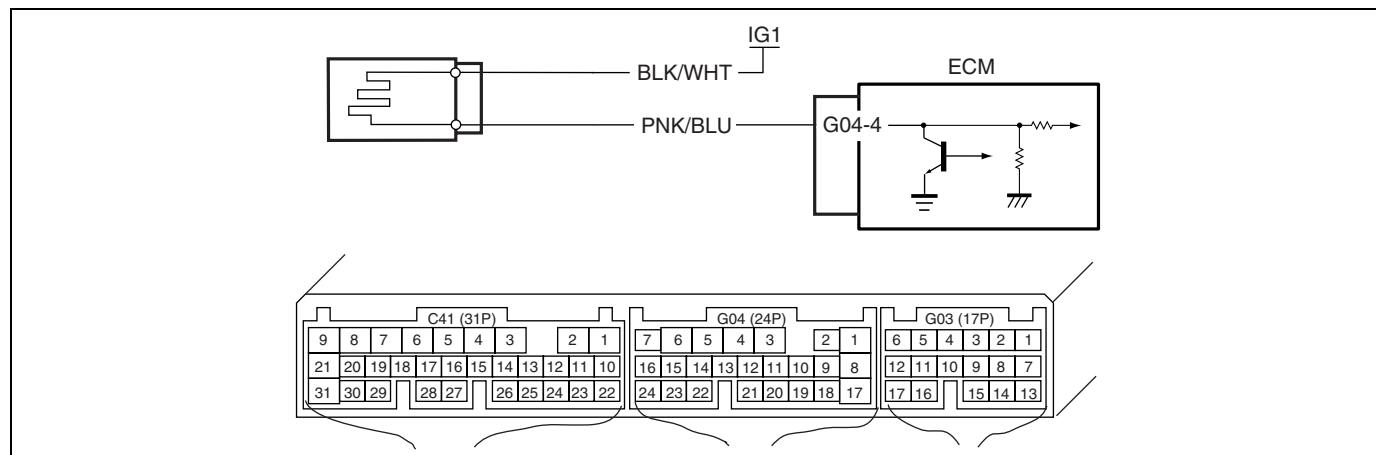 IG1
BLK/WHT
ECM
PNK/BLU
G04-4
C41 (31P) G04 (24P) G03 (17P)
9 8 7 6 5 4 3 2 1 7 6 5 4 3 2 1 6 5 4 3 2 1
21 20 19 18 17 16 15 14 13 12 11 10 16 15 14 13 12 11 10 9 8 12 11 10 9 8 7
31 30 29 28 27 26 25 24 23 22 24 23 22 21 20 19 18 17 17 16 15 14 13